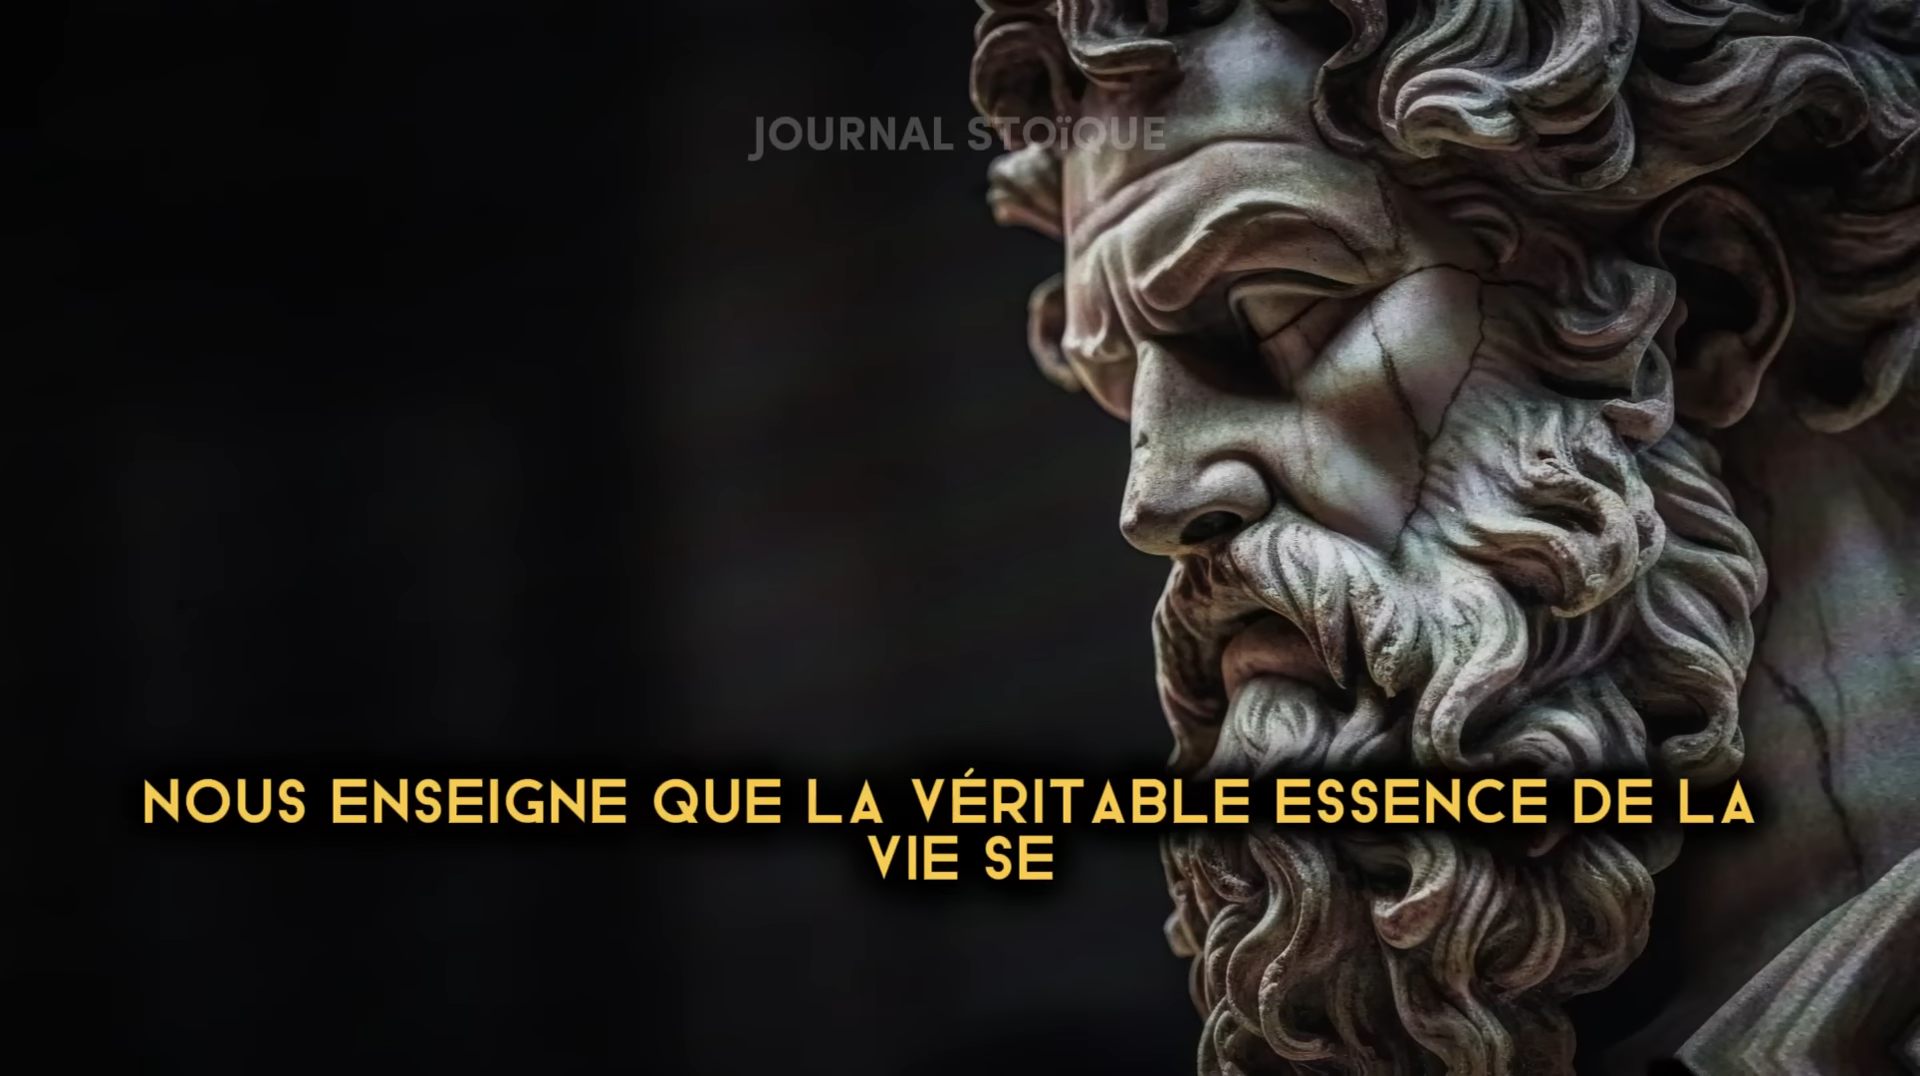 JOURNAL STOïQUE
NOUS ENSEIGNE QUE LA VÉRITABLE ESSENCE DE LA
VIE SE